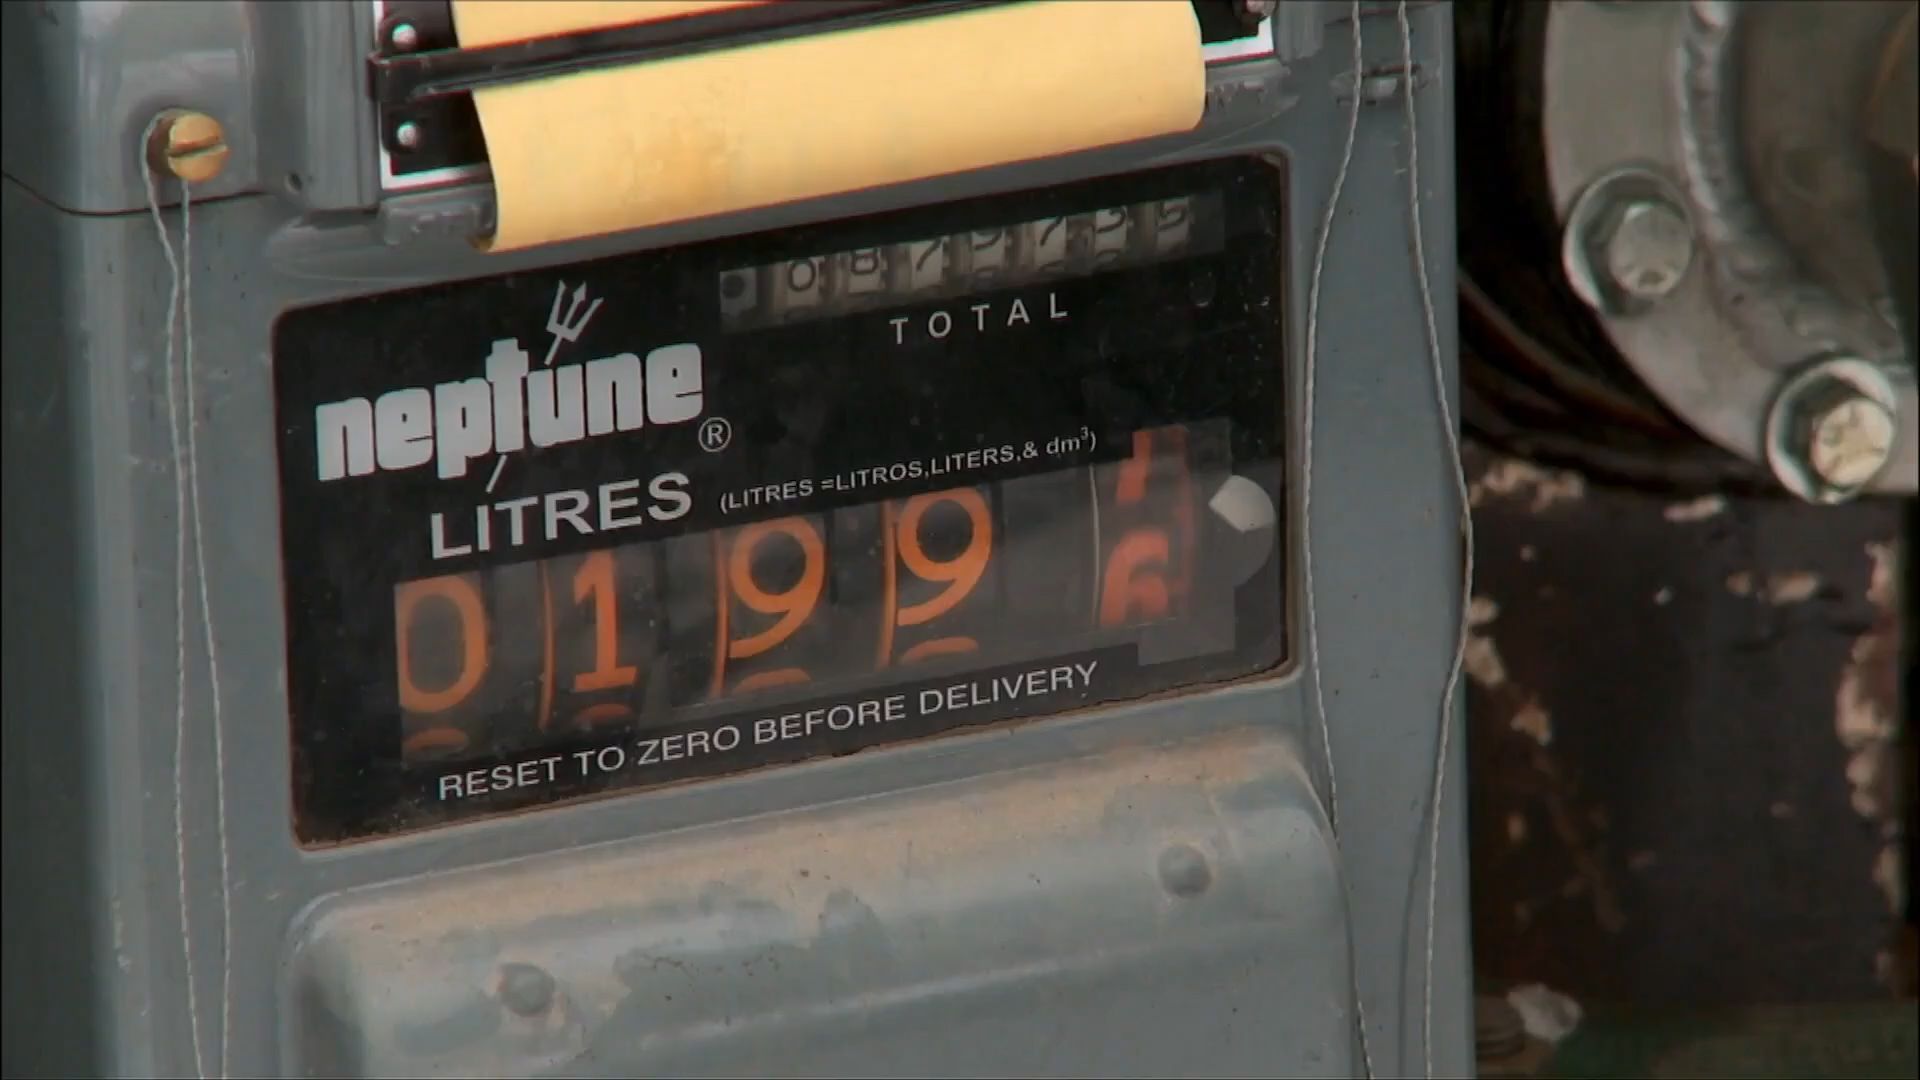 TOTAL
neptune®
LITRES (LITRES =LITROS,LITERS,& dm³)
0199
RESET TO ZERO BEFORE DELIVERY